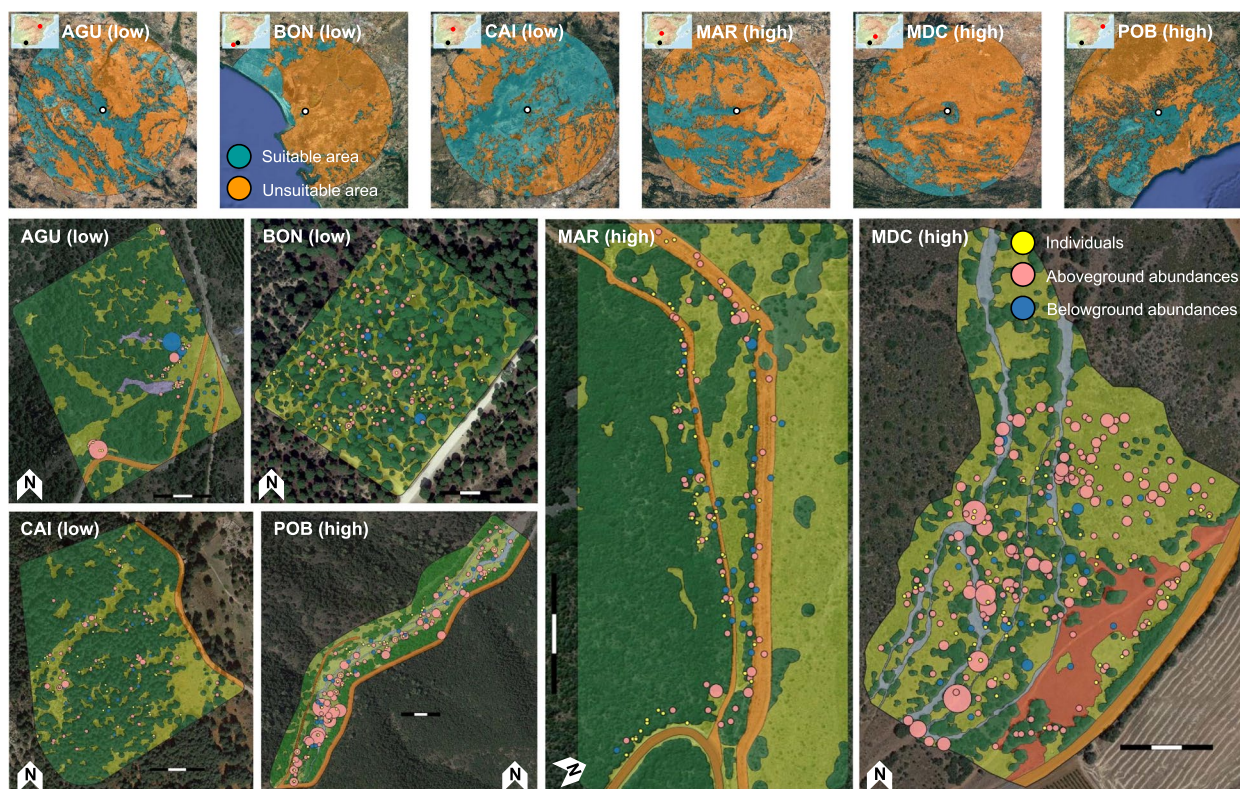 AGU (low)
BON (low)
CAI (low)
MAR (high)
MDC (high)
POB (high)
Suitable area
Unsuitable area
AGU (low)
BON (low)
MAR (high)
MDC (high)
Individuals
Aboveground abundances
Belowground abundances
N
N
CAI (low)
POB (high)
N
N
N
N